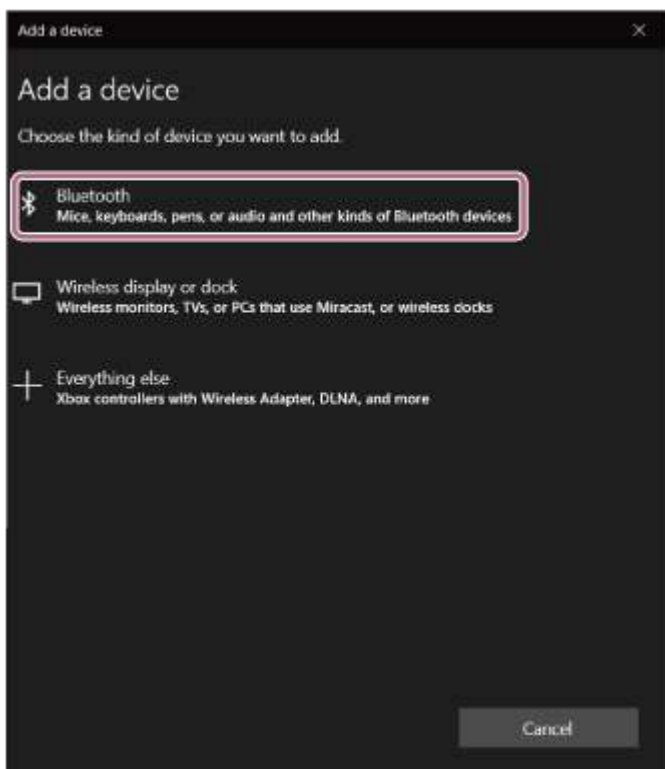 Add a device
Add a device
Choose the kind of device you want to add.
Bluetooth
Mice, keyboards, pens, or audio and other kinds of Bluetooth devices
Wireless display or dock
Wireless monitors, TVs, or PCs that use Miracast, or wireless docks
Everything else
Xbox controllers with Wireless Adapter, DLNA, and more
Cancel